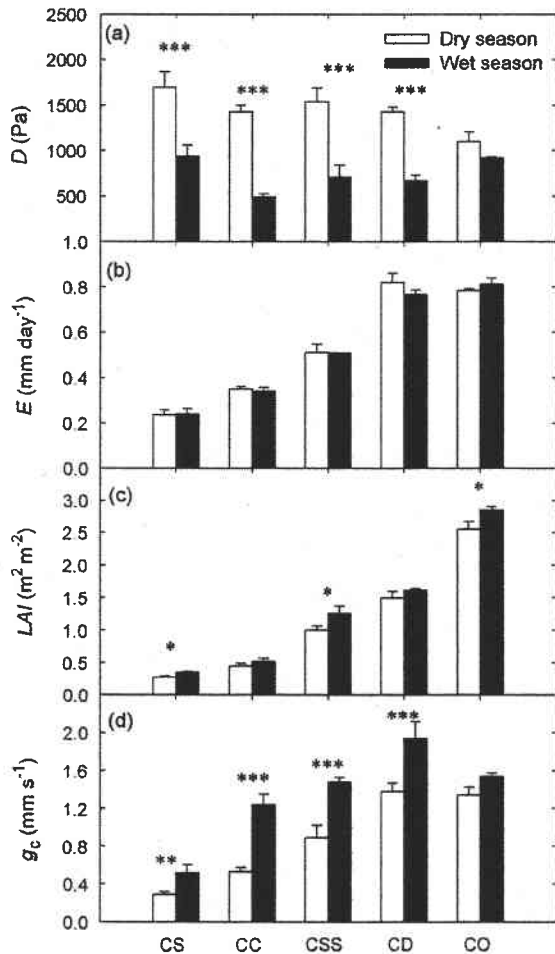 (a)
Dry season
Wet season
2500
2000
1500
1000
500
D (Pa)
*** *** *** ***
1.0
(b)
0.8
0.6
0.4
0.2
0.0
E (mm day⁻¹)
(c)
3.0
2.5
2.0
1.5
1.0
0.5
0.0
LAI (m² m⁻²)
* * *
(d)
2.0
1.6
1.2
0.8
0.4
0.0
g_c (mm s⁻¹)
** *** *** ***
CS CC CSS CD CO